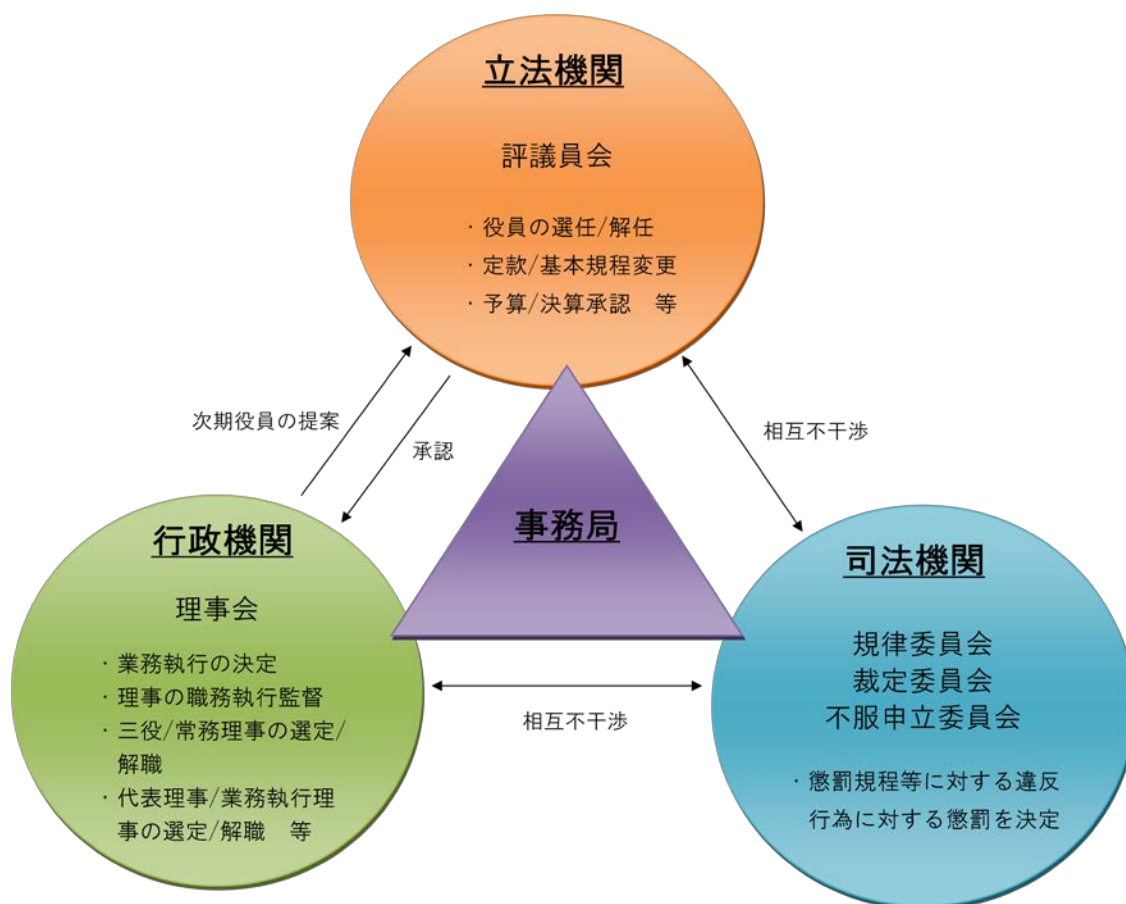 立法機関
評議員会
・役員の選任/解任
・定款/基本規程変更
・予算/決算承認　等
次期役員の提案
承認
相互不干渉
事務局
行政機関
理事会
・業務執行の決定
・理事の職務執行監督
・三役/常務理事の選定/
解職
・代表理事/業務執行理
事の選定/解職　等
相互不干渉
司法機関
規律委員会
裁定委員会
不服申立委員会
・懲罰規程等に対する違反
行為に対する懲罰を決定